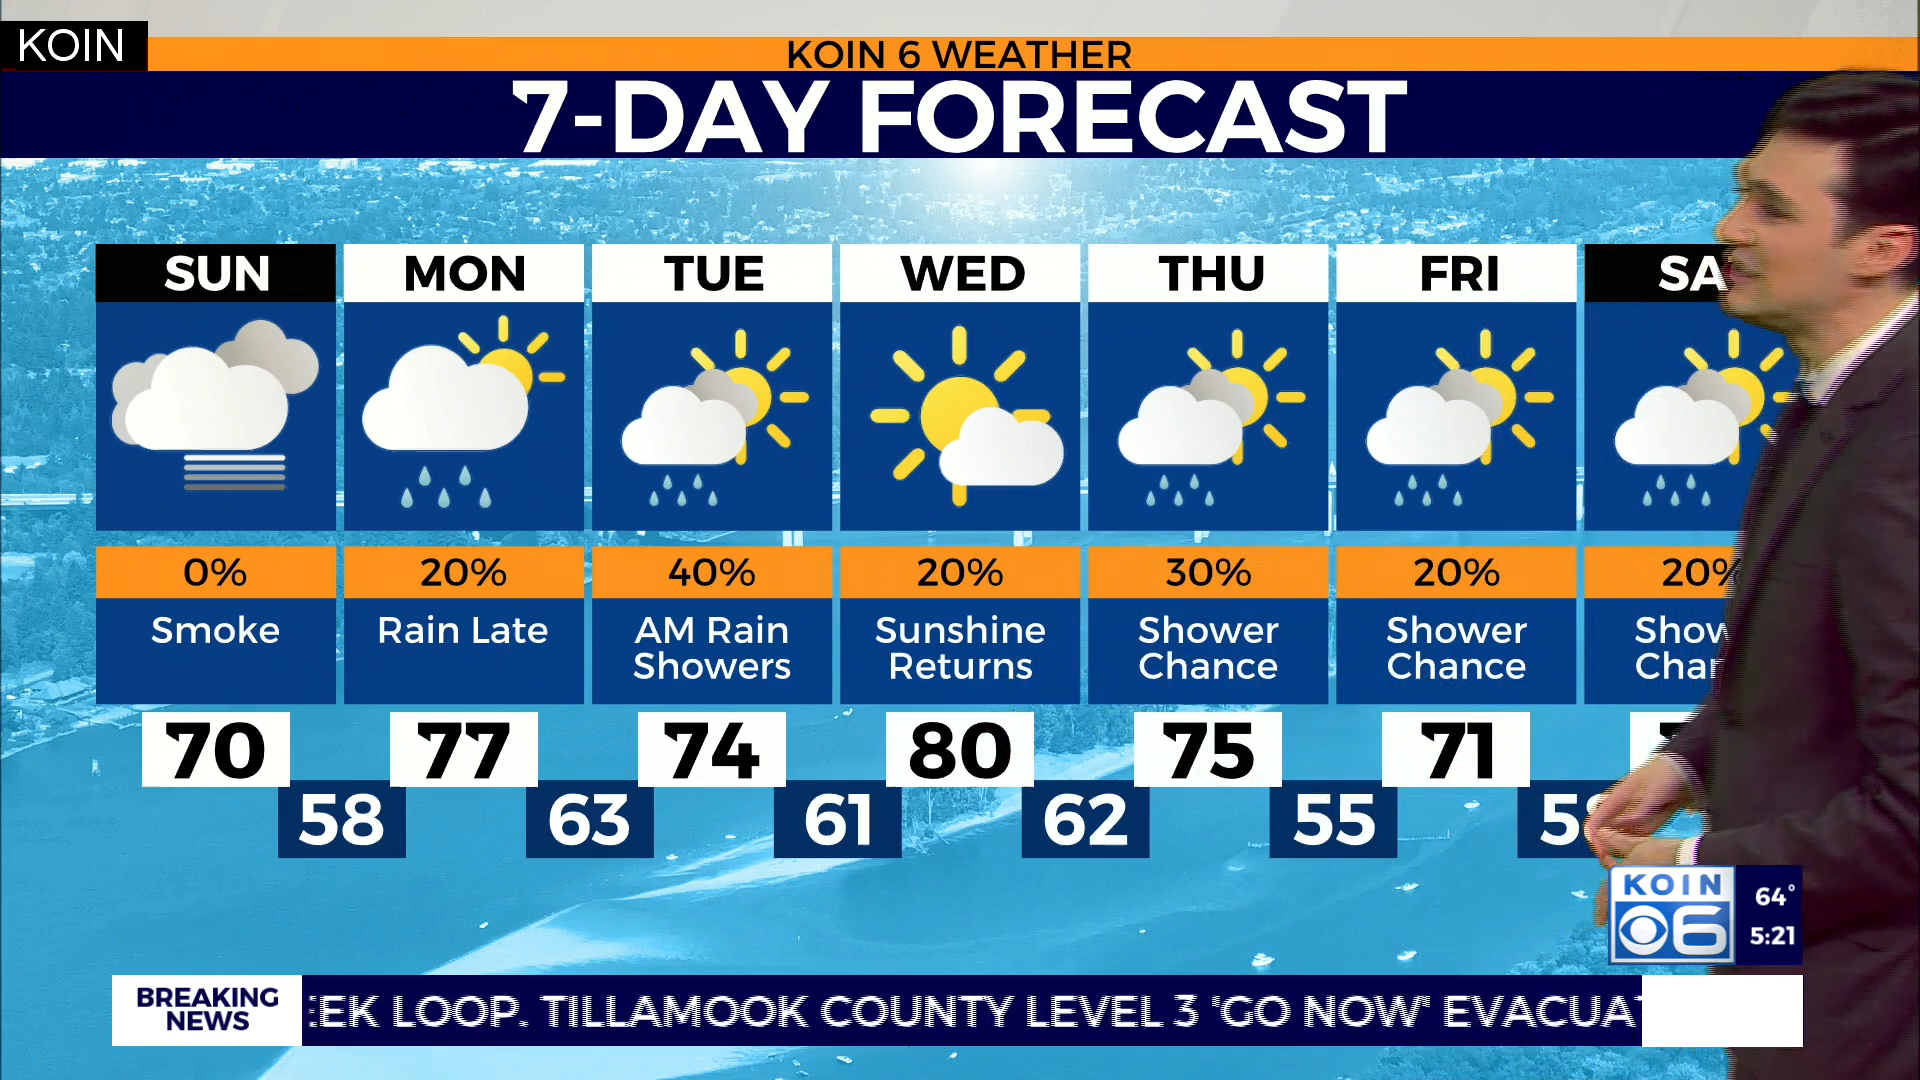 KOIN
KOIN 6 WEATHER
7-DAY FORECAST
SUN MON TUE WED THU FRI
0% 20% 40% 20% 30% 20% 20%
Smoke
Rain Late
AM Rain
Showers
Sunshine
Returns
Shower
Chance
Shower
Chance
70 77 74 80 75 71
58 63 61 62 55
KOIN
6
64°
5:21
BREAKING
NEWS
LOOP. TILLAMOOK COUNTY LEVEL 3 'GO NOW'